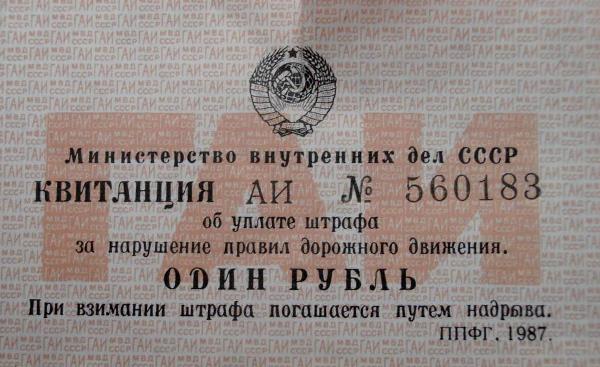 Министерство внутренних дел СССР
КВИТАНЦИЯ АИ № 560183
об уплате штрафа
за нарушение правил дорожного движения.
ОДИН РУБЛЬ
При взимании штрафа погашается путем надрыва.
ППФГ. 1987.
ГАИ